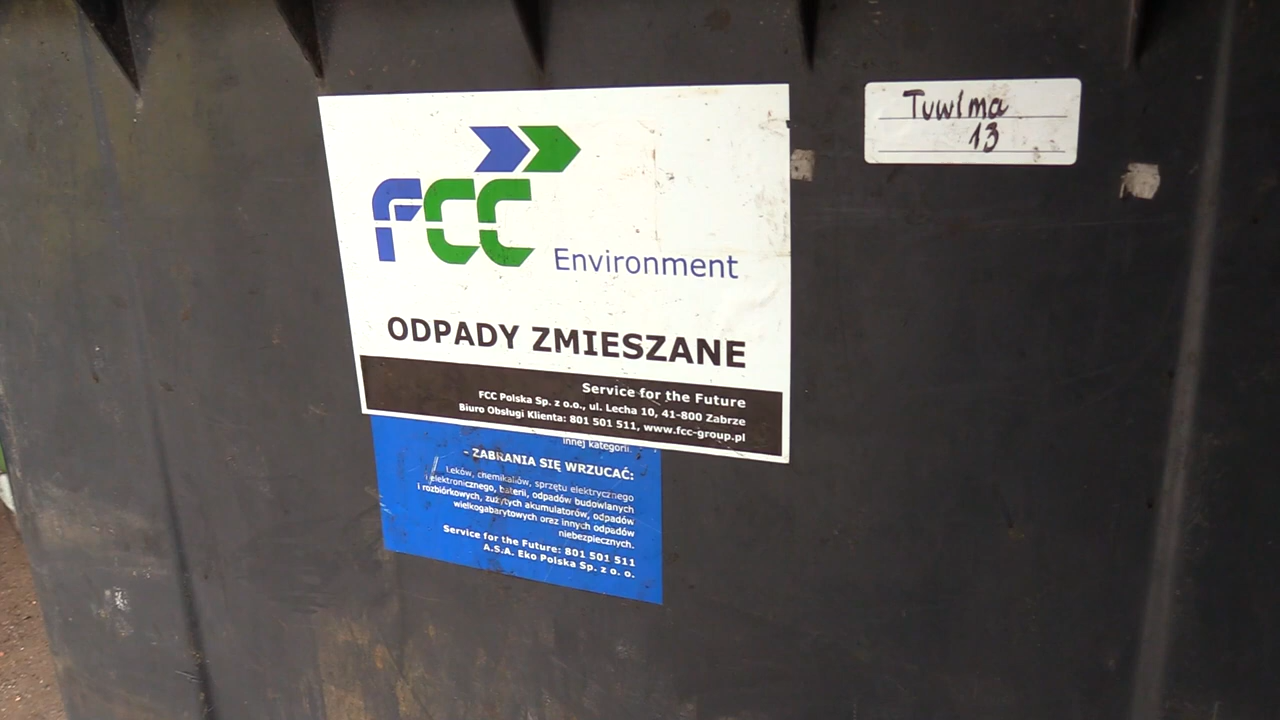 FCC
Environment
ODPADY ZMIESZANE
Service for the Future
FCC Polska Sp. z o.o., ul. Lecha 10, 41-800 Zabrze
Biuro Obsługi Klienta: 801 501 511, www.fcc-group.pl
innej kategorii.
- ZABRANIA SIĘ WRZUCAĆ:
Leków, chemikaliów, sprzętu elektrycznego
i elektronicznego, baterii, odpadów budowlanych
i rozbiórkowych, zużytych akumulatorów, odpadów
wielkogabarytowych oraz innych odpadów
niebezpiecznych.
Service for the Future: 801 501 511
A.S.A. Eko Polska Sp. z o. o.
Tuwima
13